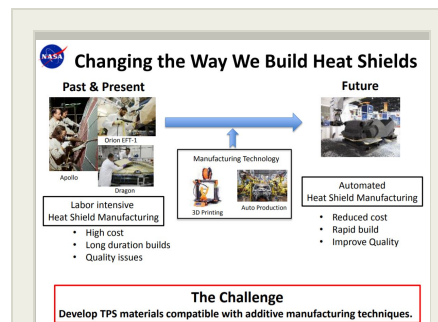 NASA
Changing the Way We Build Heat Shields
Past & Present
Future
Orion EFT-1
Apollo
Dragon
Manufacturing Technology
3D Printing
Auto Production
Labor intensive
Heat Shield Manufacturing
• High cost
• Long duration builds
• Quality issues
Automated
Heat Shield Manufacturing
• Reduced cost
• Rapid build
• Improve Quality
The Challenge
Develop TPS materials compatible with additive manufacturing techniques.